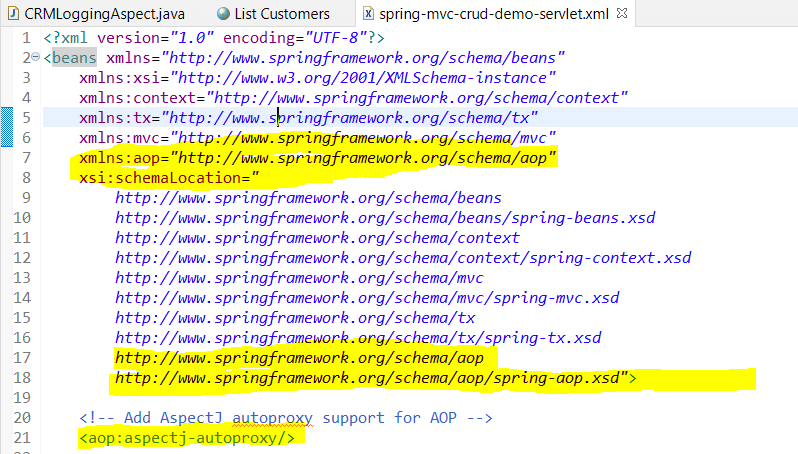 CRMLoggingAspect.java List Customers spring-mvc-crud-demo-servlet.xml
1 <?xml version="1.0" encoding="UTF-8"?>
2 <beans xmlns="http://www.springframework.org/schema/beans"
3 xmlns:xsi="http://www.w3.org/2001/XMLSchema-instance"
4 xmlns:context="http://www.springframework.org/schema/context"
5 xmlns:tx="http://www.springframework.org/schema/tx"
6 xmlns:mvc="http://www.springframework.org/schema/mvc"
7 xmlns:aop="http://www.springframework.org/schema/aop"
8 xsi:schemaLocation="
9 http://www.springframework.org/schema/beans
10 http://www.springframework.org/schema/beans/spring-beans.xsd
11 http://www.springframework.org/schema/context
12 http://www.springframework.org/schema/context/spring-context.xsd
13 http://www.springframework.org/schema/mvc
14 http://www.springframework.org/schema/mvc/spring-mvc.xsd
15 http://www.springframework.org/schema/tx
16 http://www.springframework.org/schema/tx/spring-tx.xsd
17 http://www.springframework.org/schema/aop
18 http://www.springframework.org/schema/aop/spring-aop.xsd">
19
20 <!-- Add AspectJ autoproxy support for AOP -->
21 <aop:aspectj-autoproxy/>